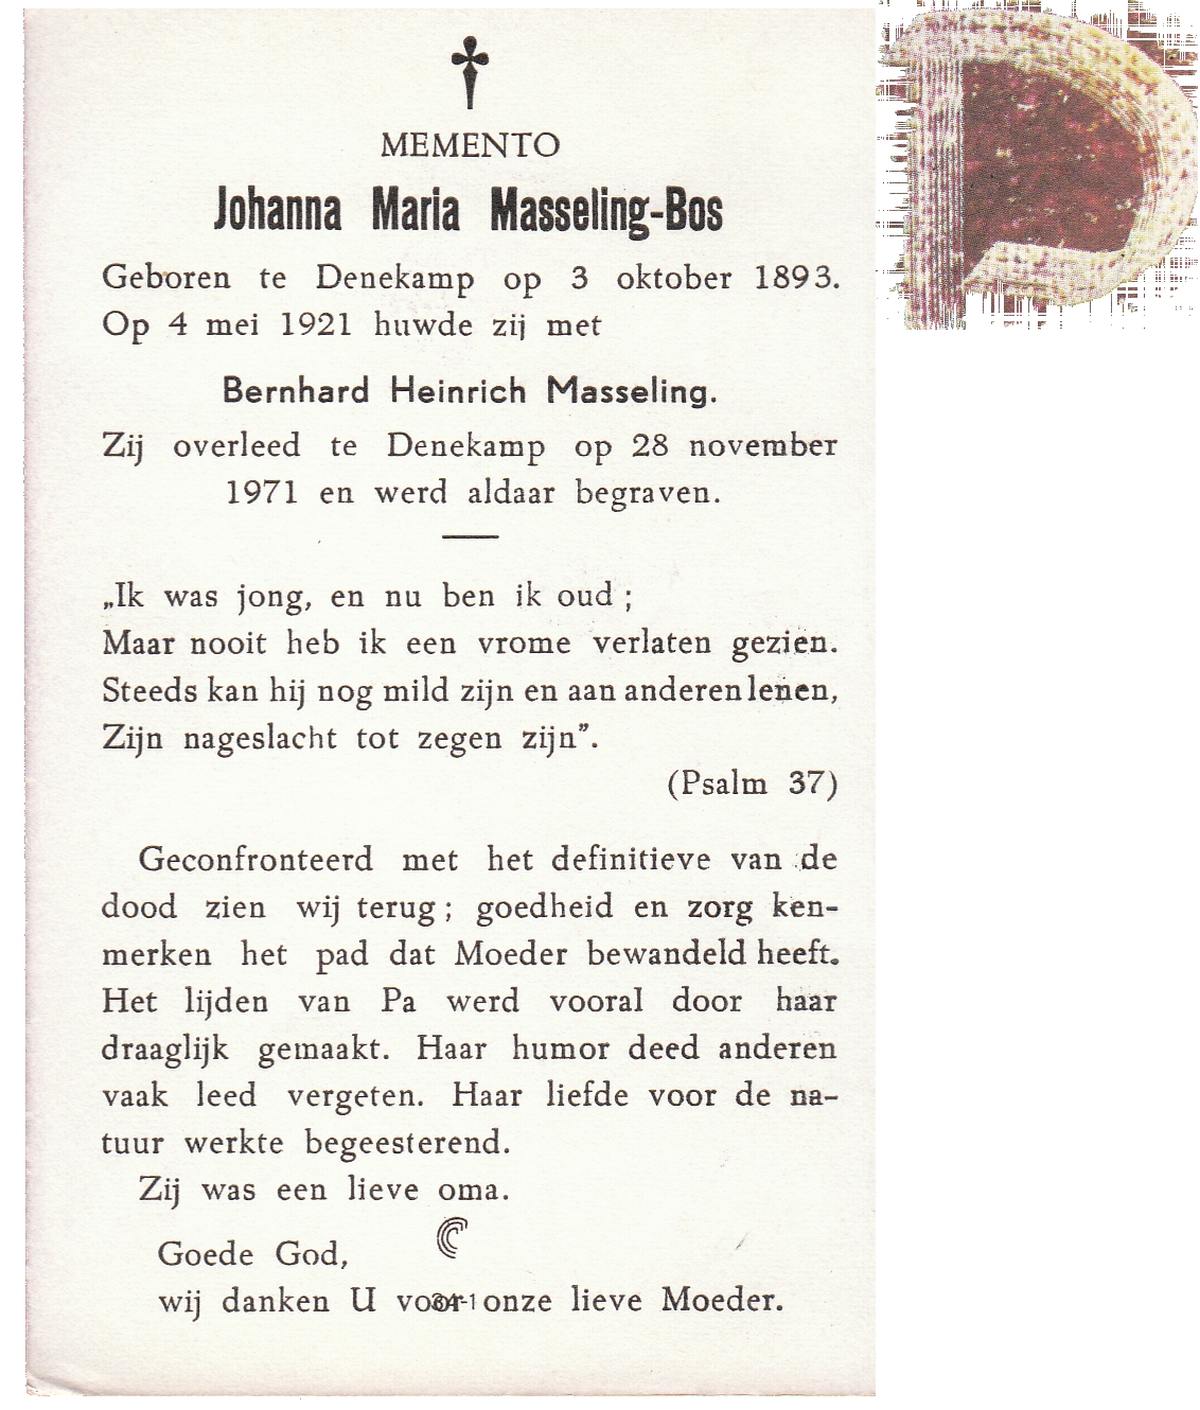 MEMENTO
Johanna Maria Masseling-Bos
Geboren te Denekamp op 3 oktober 1893.
Op 4 mei 1921 huwde zij met
Bernhard Heinrich Masseling.
Zij overleed te Denekamp op 28 november
1971 en werd aldaar begraven.
„Ik was jong, en nu ben ik oud ;
Maar nooit heb ik een vrome verlaten gezien.
Steeds kan hij nog mild zijn en aan anderen lenen,
Zijn nageslacht tot zegen zijn”.
(Psalm 37)
Geconfronteerd met het definitieve van de
dood zien wij terug ; goedheid en zorg ken-
merken het pad dat Moeder bewandeld heeft.
Het lijden van Pa werd vooral door haar
draaglijk gemaakt. Haar humor deed anderen
vaak leed vergeten. Haar liefde voor de na-
tuur werkte begeesterend.
Zij was een lieve oma.
Goede God,
wij danken U voor onze lieve Moeder.